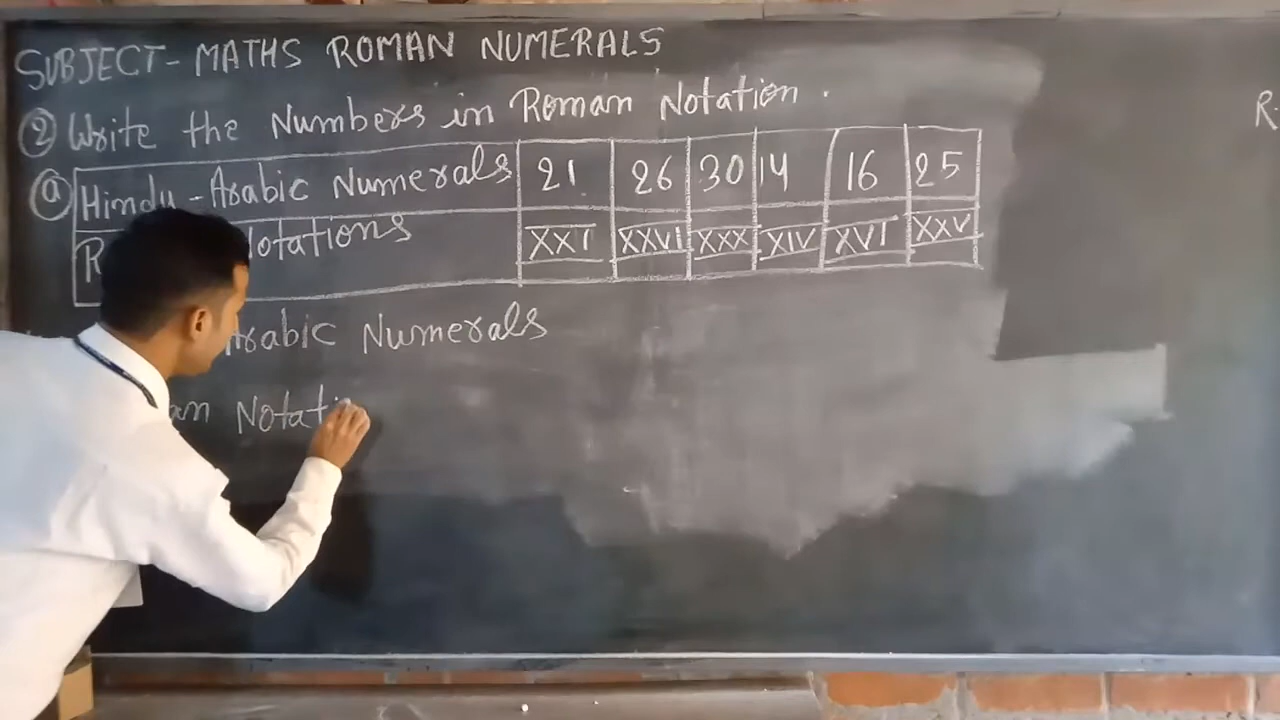 SUBJECT - MATHS ROMAN NUMERALS
② Write the Numbers in Roman Notation .
ⓐ Hindu - Arabic Numerals 21 26 30 14 16 25
R Notations XXI XXVI XXX XIV XVI XXV
Arabic Numerals
an Notati
R